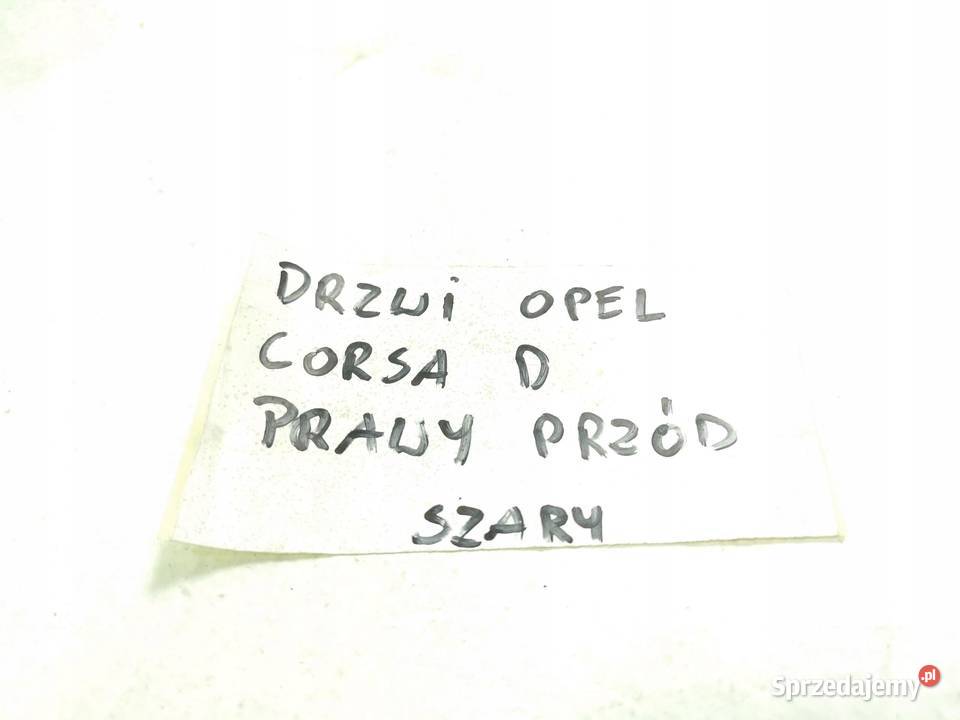 DRZWI OPEL
CORSA D
PRAWY PRZÓD
SZARY
Sprzedajemy.pl